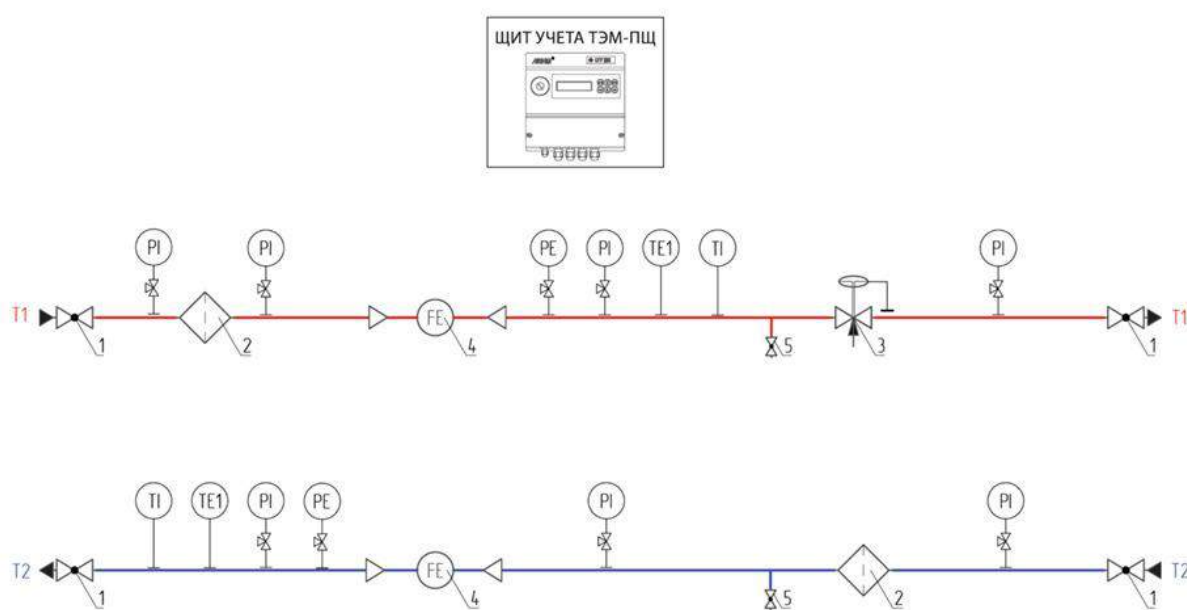 ЩИТ УЧЕТА ТЭМ-ПЩ
PI PI PE PI TE1 TI PI
T1 FE T1
1 2 4 5 3 1
TI TE1 PI PE PI PI
T2 FE T2
1 4 5 2 1